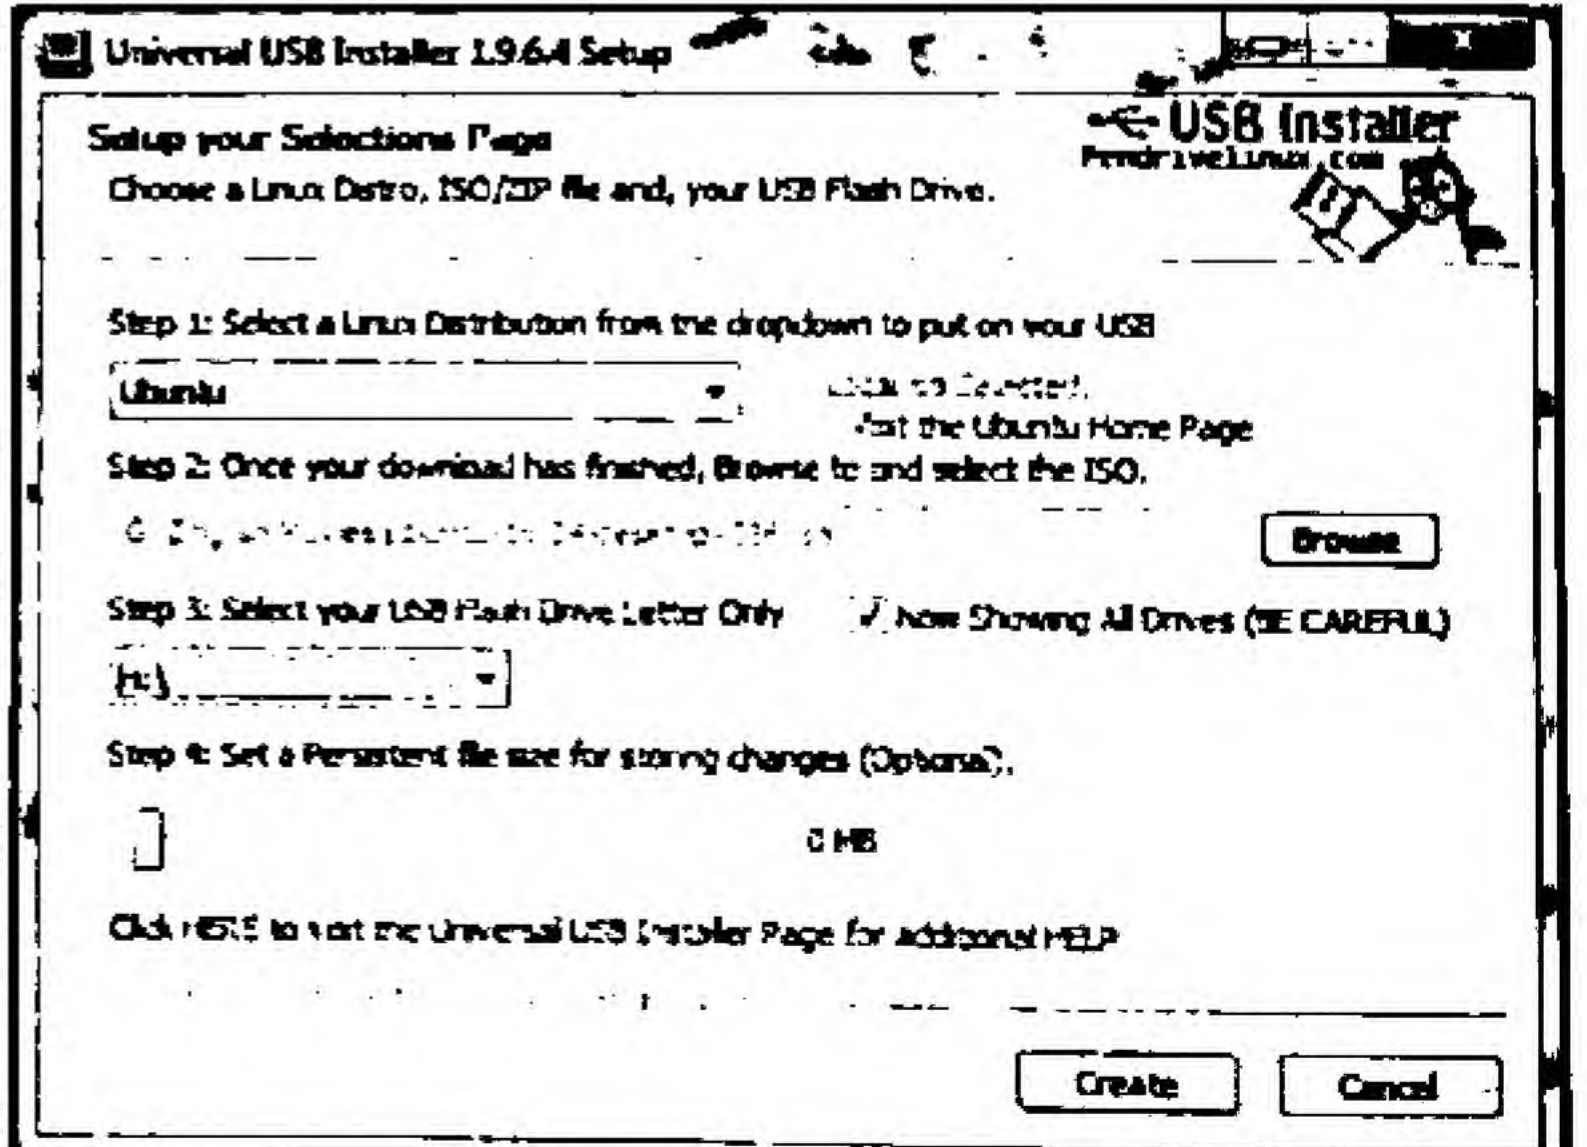 Universal USB Installer 1.9.6.4 Setup
USB Installer
Pendrivelinux.com
Setup your Selections Page
Choose a Linux Distro, ISO/ZIP file and, your USB Flash Drive.
Step 1: Select a Linux Distribution from the dropdown to put on your USB
Ubuntu
Visit the Ubuntu Home Page
Step 2: Once your download has finished, Browse to and select the ISO.
Browse
Step 3: Select your USB Flash Drive Letter Only
Now Showing All Drives (BE CAREFUL)
H:\
Step 4: Set a Persistent file size for storing changes (Optional).
0 MB
Click HERE to visit the Universal USB Installer Page for additional HELP
Create
Cancel